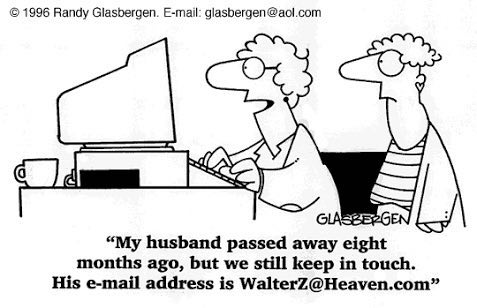 © 1996 Randy Glasbergen. E-mail: glasbergen@aol.com
GLASBERGEN
“My husband passed away eight
months ago, but we still keep in touch.
His e-mail address is WalterZ@Heaven.com”